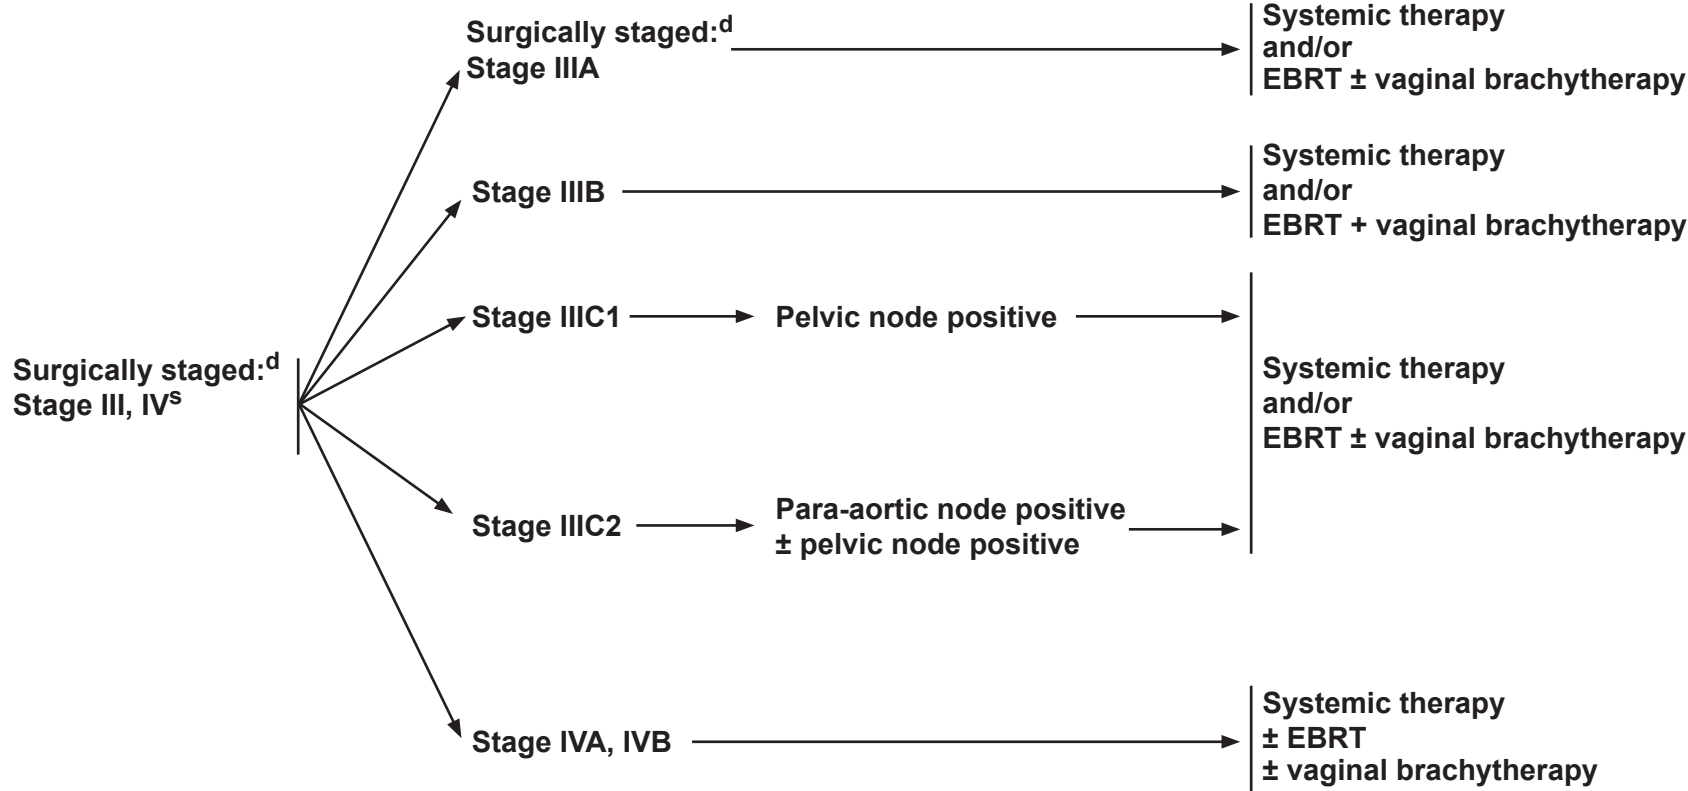 Surgically staged:d
Stage III, IVs
Surgically staged:d
Stage IIIA
Systemic therapy
and/or
EBRT ± vaginal brachytherapy
Stage IIIB
Systemic therapy
and/or
EBRT + vaginal brachytherapy
Stage IIIC1
Pelvic node positive
Stage IIIC2
Para-aortic node positive
± pelvic node positive
Systemic therapy
and/or
EBRT ± vaginal brachytherapy
Stage IVA, IVB
Systemic therapy
± EBRT
± vaginal brachytherapy